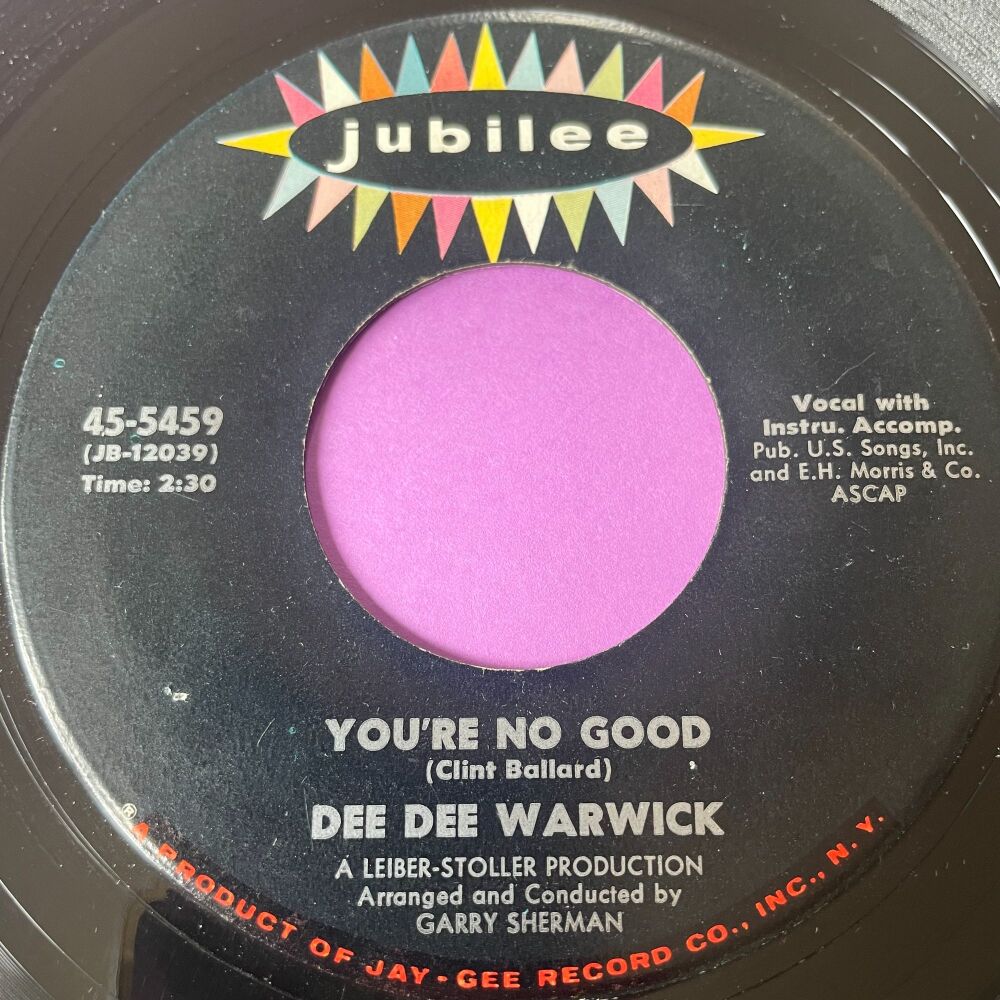 jubilee
45-5459
(JB-12039)
Time: 2:30
Vocal with
Instru. Accomp.
Pub. U.S. Songs, Inc.
and E.H. Morris & Co.
ASCAP
YOU'RE NO GOOD
(Clint Ballard)
DEE DEE WARWICK
A LEIBER-STOLLER PRODUCTION
Arranged and Conducted by
GARRY SHERMAN
® A PRODUCT OF JAY-GEE RECORD CO., INC., N. Y.